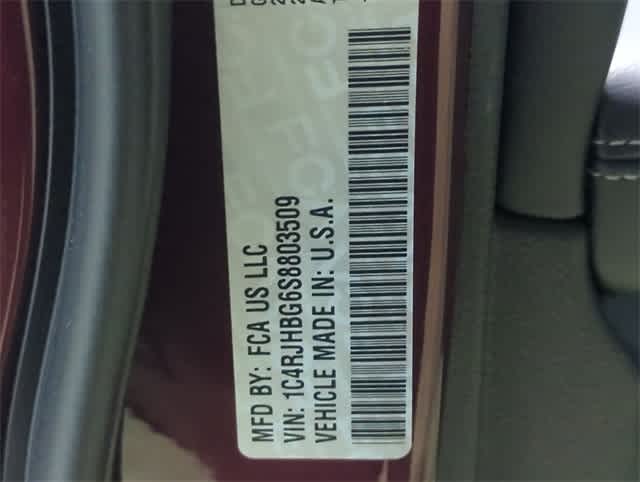 MFD BY: FCA US LLC
VIN: 1C4RJHBG6S8803509
VEHICLE MADE IN: U.S.A.